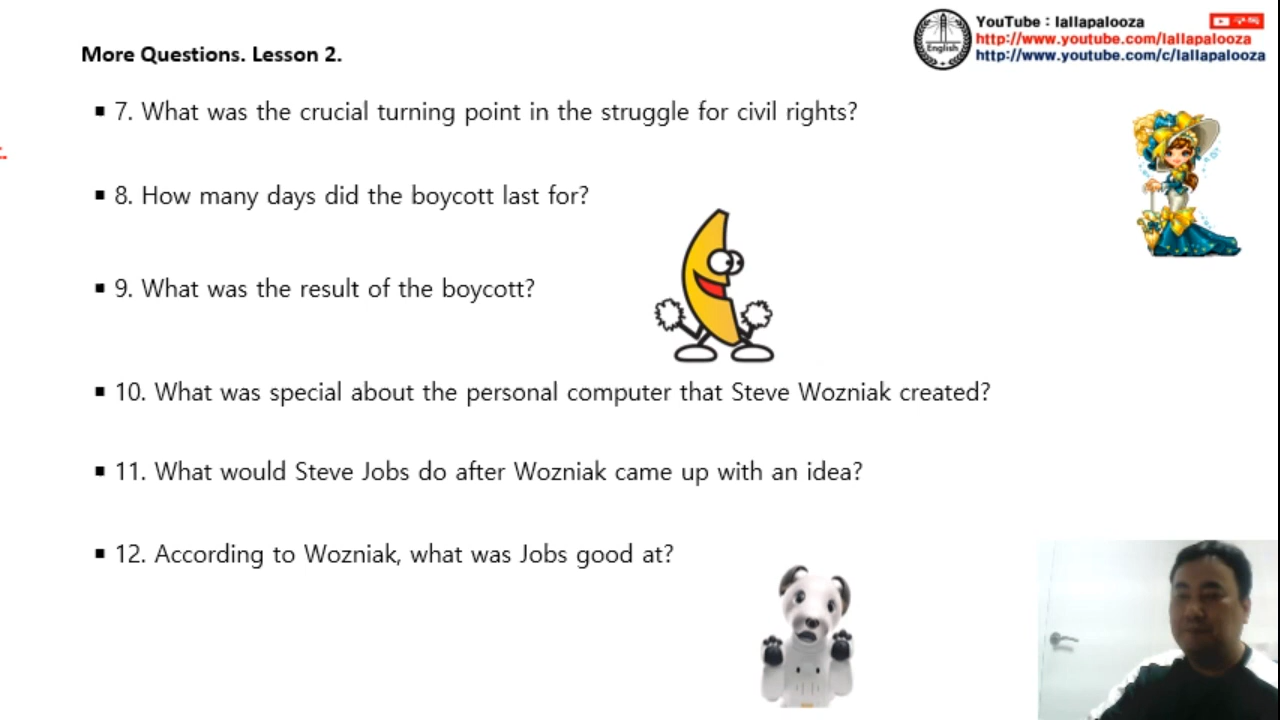 YouTube : lallapalooza
구독
http://www.youtube.com/lallapalooza
English
http://www.youtube.com/c/lallapalooza
More Questions. Lesson 2.
▪ 7. What was the crucial turning point in the struggle for civil rights?
▪ 8. How many days did the boycott last for?
▪ 9. What was the result of the boycott?
▪ 10. What was special about the personal computer that Steve Wozniak created?
▪ 11. What would Steve Jobs do after Wozniak came up with an idea?
▪ 12. According to Wozniak, what was Jobs good at?